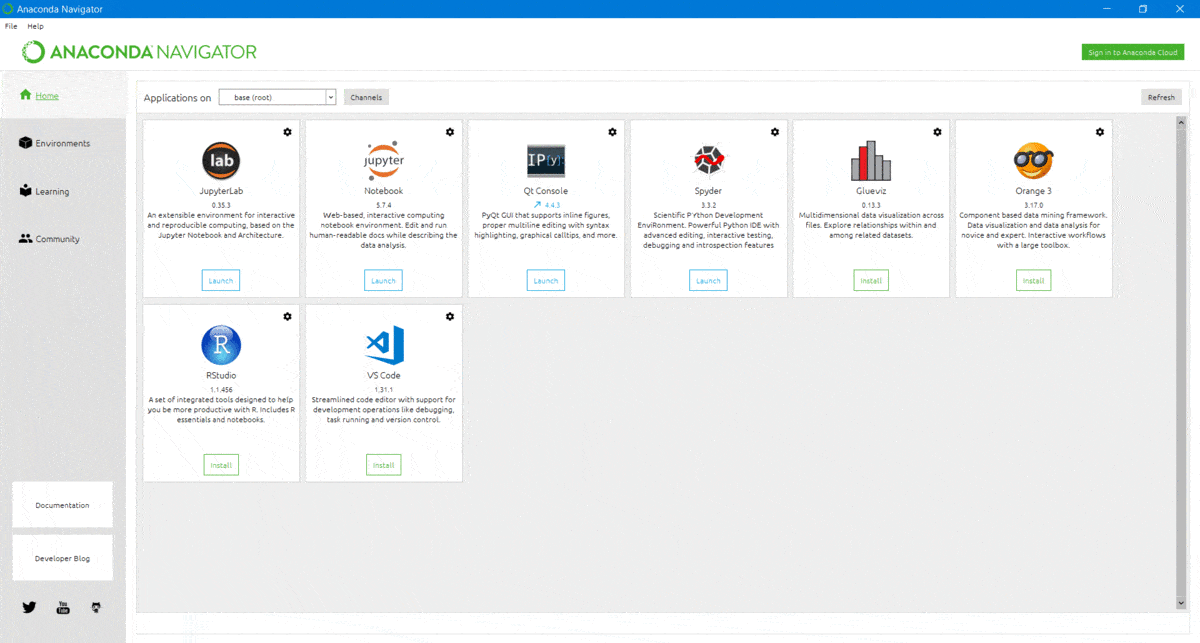 Anaconda Navigator
File Help
ANACONDA NAVIGATOR
Sign in to Anaconda Cloud
Home
Environments
Learning
Community
Documentation
Developer Blog
You
Tube
Applications on base (root) Channels Refresh
lab
JupyterLab
0.35.3
An extensible environment for interactive
and reproducible computing, based on the
Jupyter Notebook and Architecture.
Launch
jupyter
Notebook
5.7.4
Web-based, interactive computing
notebook environment. Edit and run
human-readable docs while describing the
data analysis.
Launch
IP[y]:
Qt Console
4.4.3
PyQt GUI that supports inline figures,
proper multiline editing with syntax
highlighting, graphical calltips, and more.
Launch
Spyder
3.3.2
Scientific PYthon Development
EnviRonment. Powerful Python IDE with
advanced editing, interactive testing,
debugging and introspection features
Launch
Glueviz
0.13.3
Multidimensional data visualization across
files. Explore relationships within and
among related datasets.
Install
Orange 3
3.17.0
Component based data mining framework.
Data visualization and data analysis for
novice and expert. Interactive workflows
with a large toolbox.
Install
R
RStudio
1.1.456
A set of integrated tools designed to help
you be more productive with R. Includes R
essentials and notebooks.
Install
VS Code
1.31.1
Streamlined code editor with support for
development operations like debugging,
task running and version control.
Install